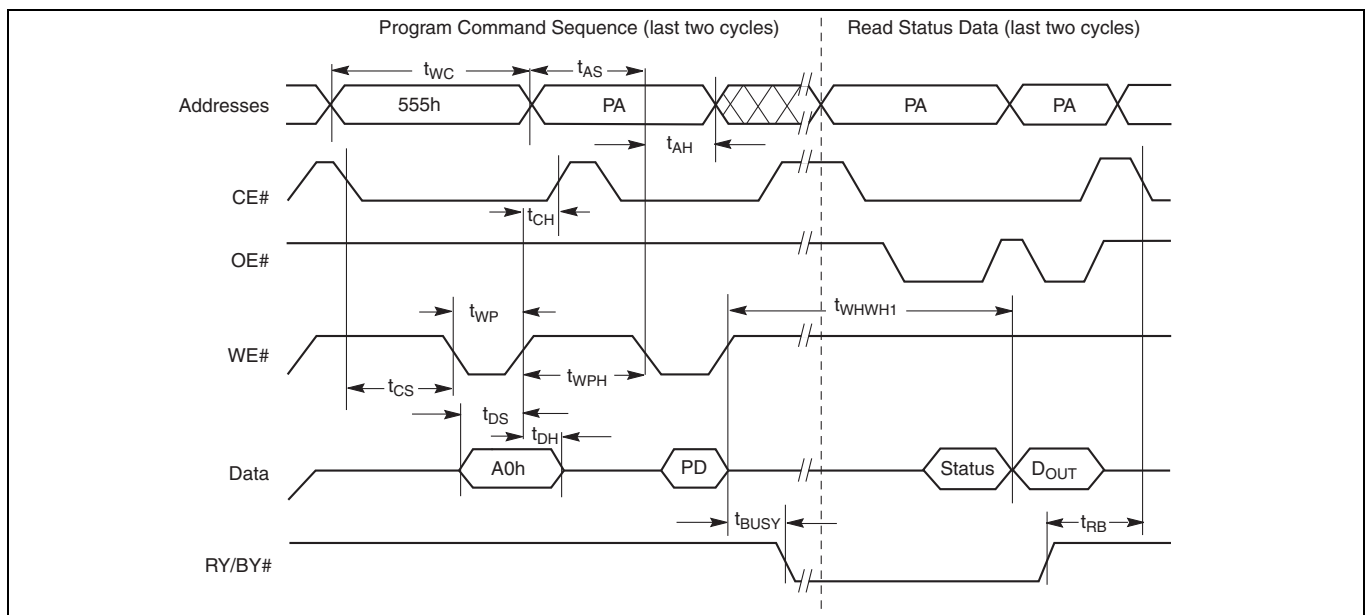 Program Command Sequence (last two cycles) Read Status Data (last two cycles)
tWC tAS
Addresses 555h PA PA PA
tAH
CE#
tCH
OE#
tWP tWHWH1
WE#
tCS tWPH
tDS
tDH
Data A0h PD Status DOUT
tBUSY tRB
RY/BY#